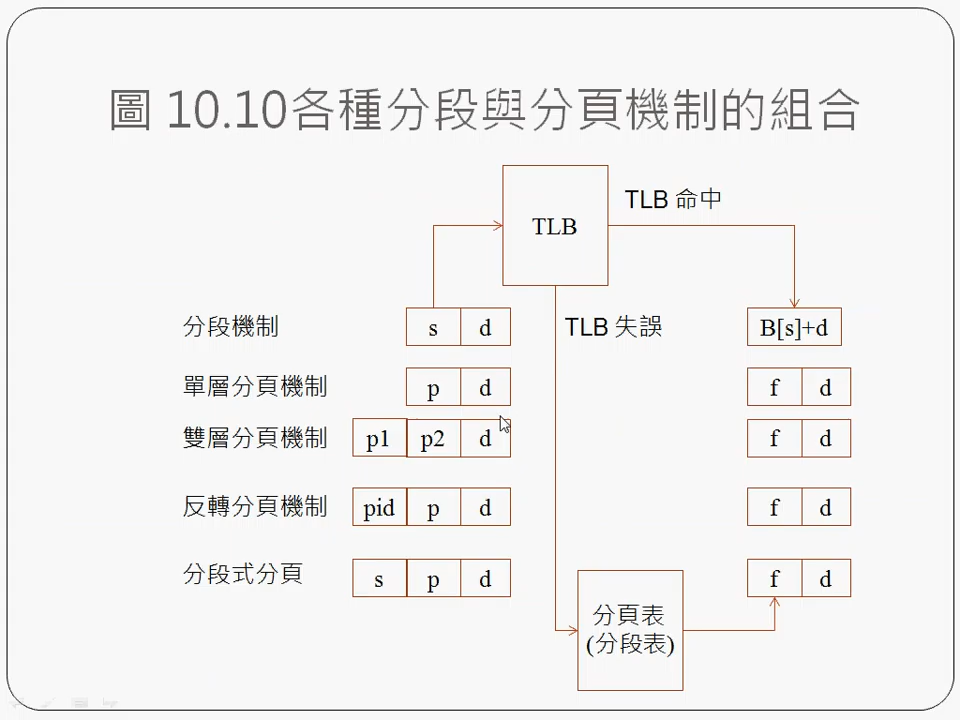 圖 10.10各種分段與分頁機制的組合
TLB
TLB 命中
分段機制
s d
TLB 失誤
B[s]+d
單層分頁機制
p d
f d
雙層分頁機制
p1 p2 d
f d
反轉分頁機制
pid p d
f d
分段式分頁
s p d
f d
分頁表
(分段表)